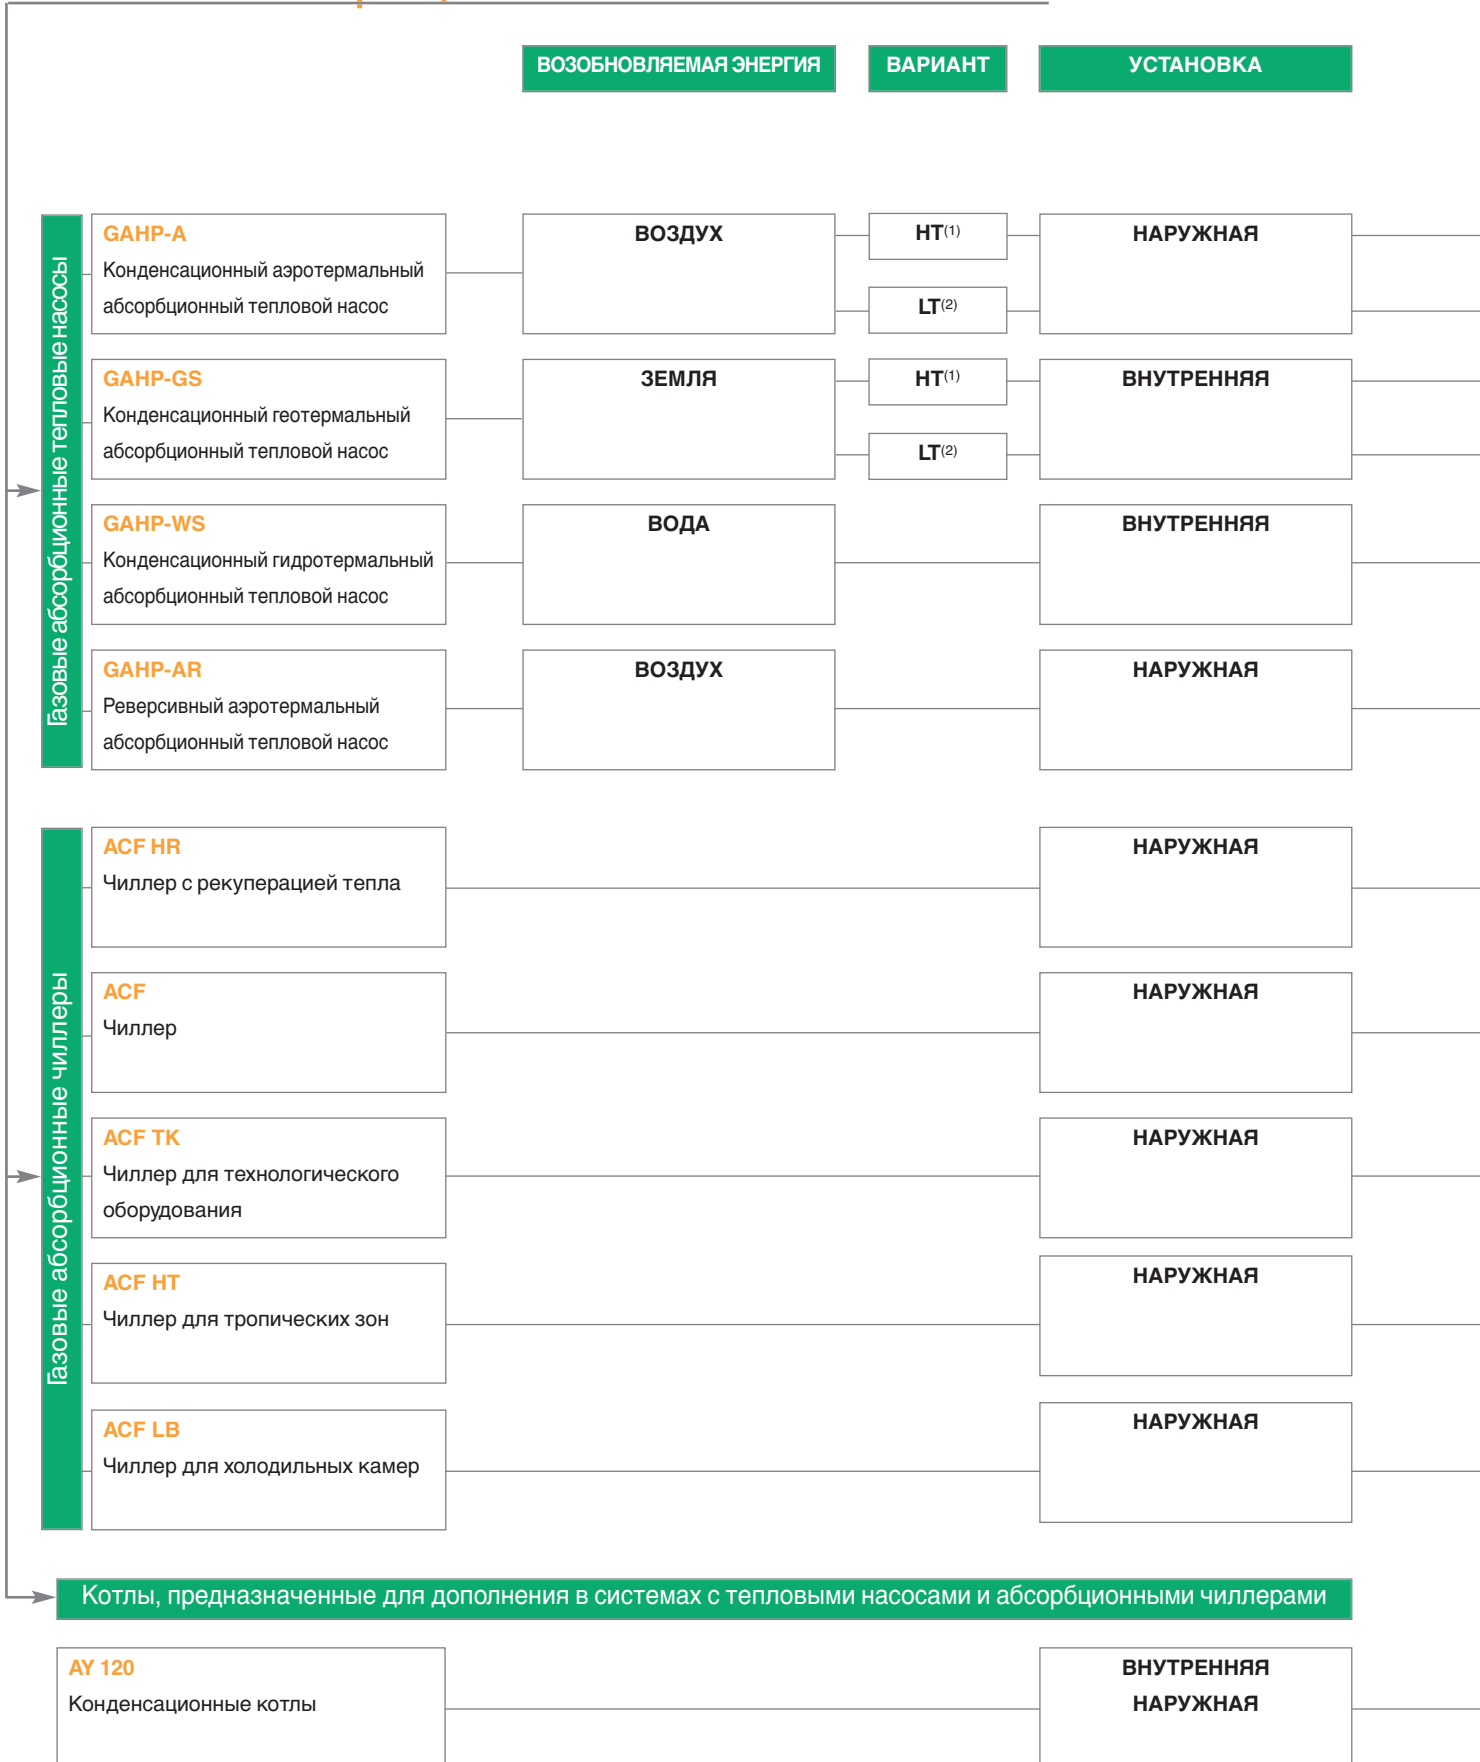 ВОЗОБНОВЛЯЕМАЯ ЭНЕРГИЯ
ВАРИАНТ
УСТАНОВКА
Газовые абсорбционные тепловые насосы
GAHP-A
Конденсационный аэротермальный
абсорбционный тепловой насос
ВОЗДУХ
HT(1)
LT(2)
НАРУЖНАЯ
GAHP-GS
Конденсационный геотермальный
абсорбционный тепловой насос
ЗЕМЛЯ
HT(1)
LT(2)
ВНУТРЕННЯЯ
GAHP-WS
Конденсационный гидротермальный
абсорбционный тепловой насос
ВОДА
ВНУТРЕННЯЯ
GAHP-AR
Реверсивный аэротермальный
абсорбционный тепловой насос
ВОЗДУХ
НАРУЖНАЯ
Газовые абсорбционные чиллеры
ACF HR
Чиллер с рекуперацией тепла
НАРУЖНАЯ
ACF
Чиллер
НАРУЖНАЯ
ACF TK
Чиллер для технологического
оборудования
НАРУЖНАЯ
ACF HT
Чиллер для тропических зон
НАРУЖНАЯ
ACF LB
Чиллер для холодильных камер
НАРУЖНАЯ
Котлы, предназначенные для дополнения в системах с тепловыми насосами и абсорбционными чиллерами
AY 120
Конденсационные котлы
ВНУТРЕННЯЯ
НАРУЖНАЯ